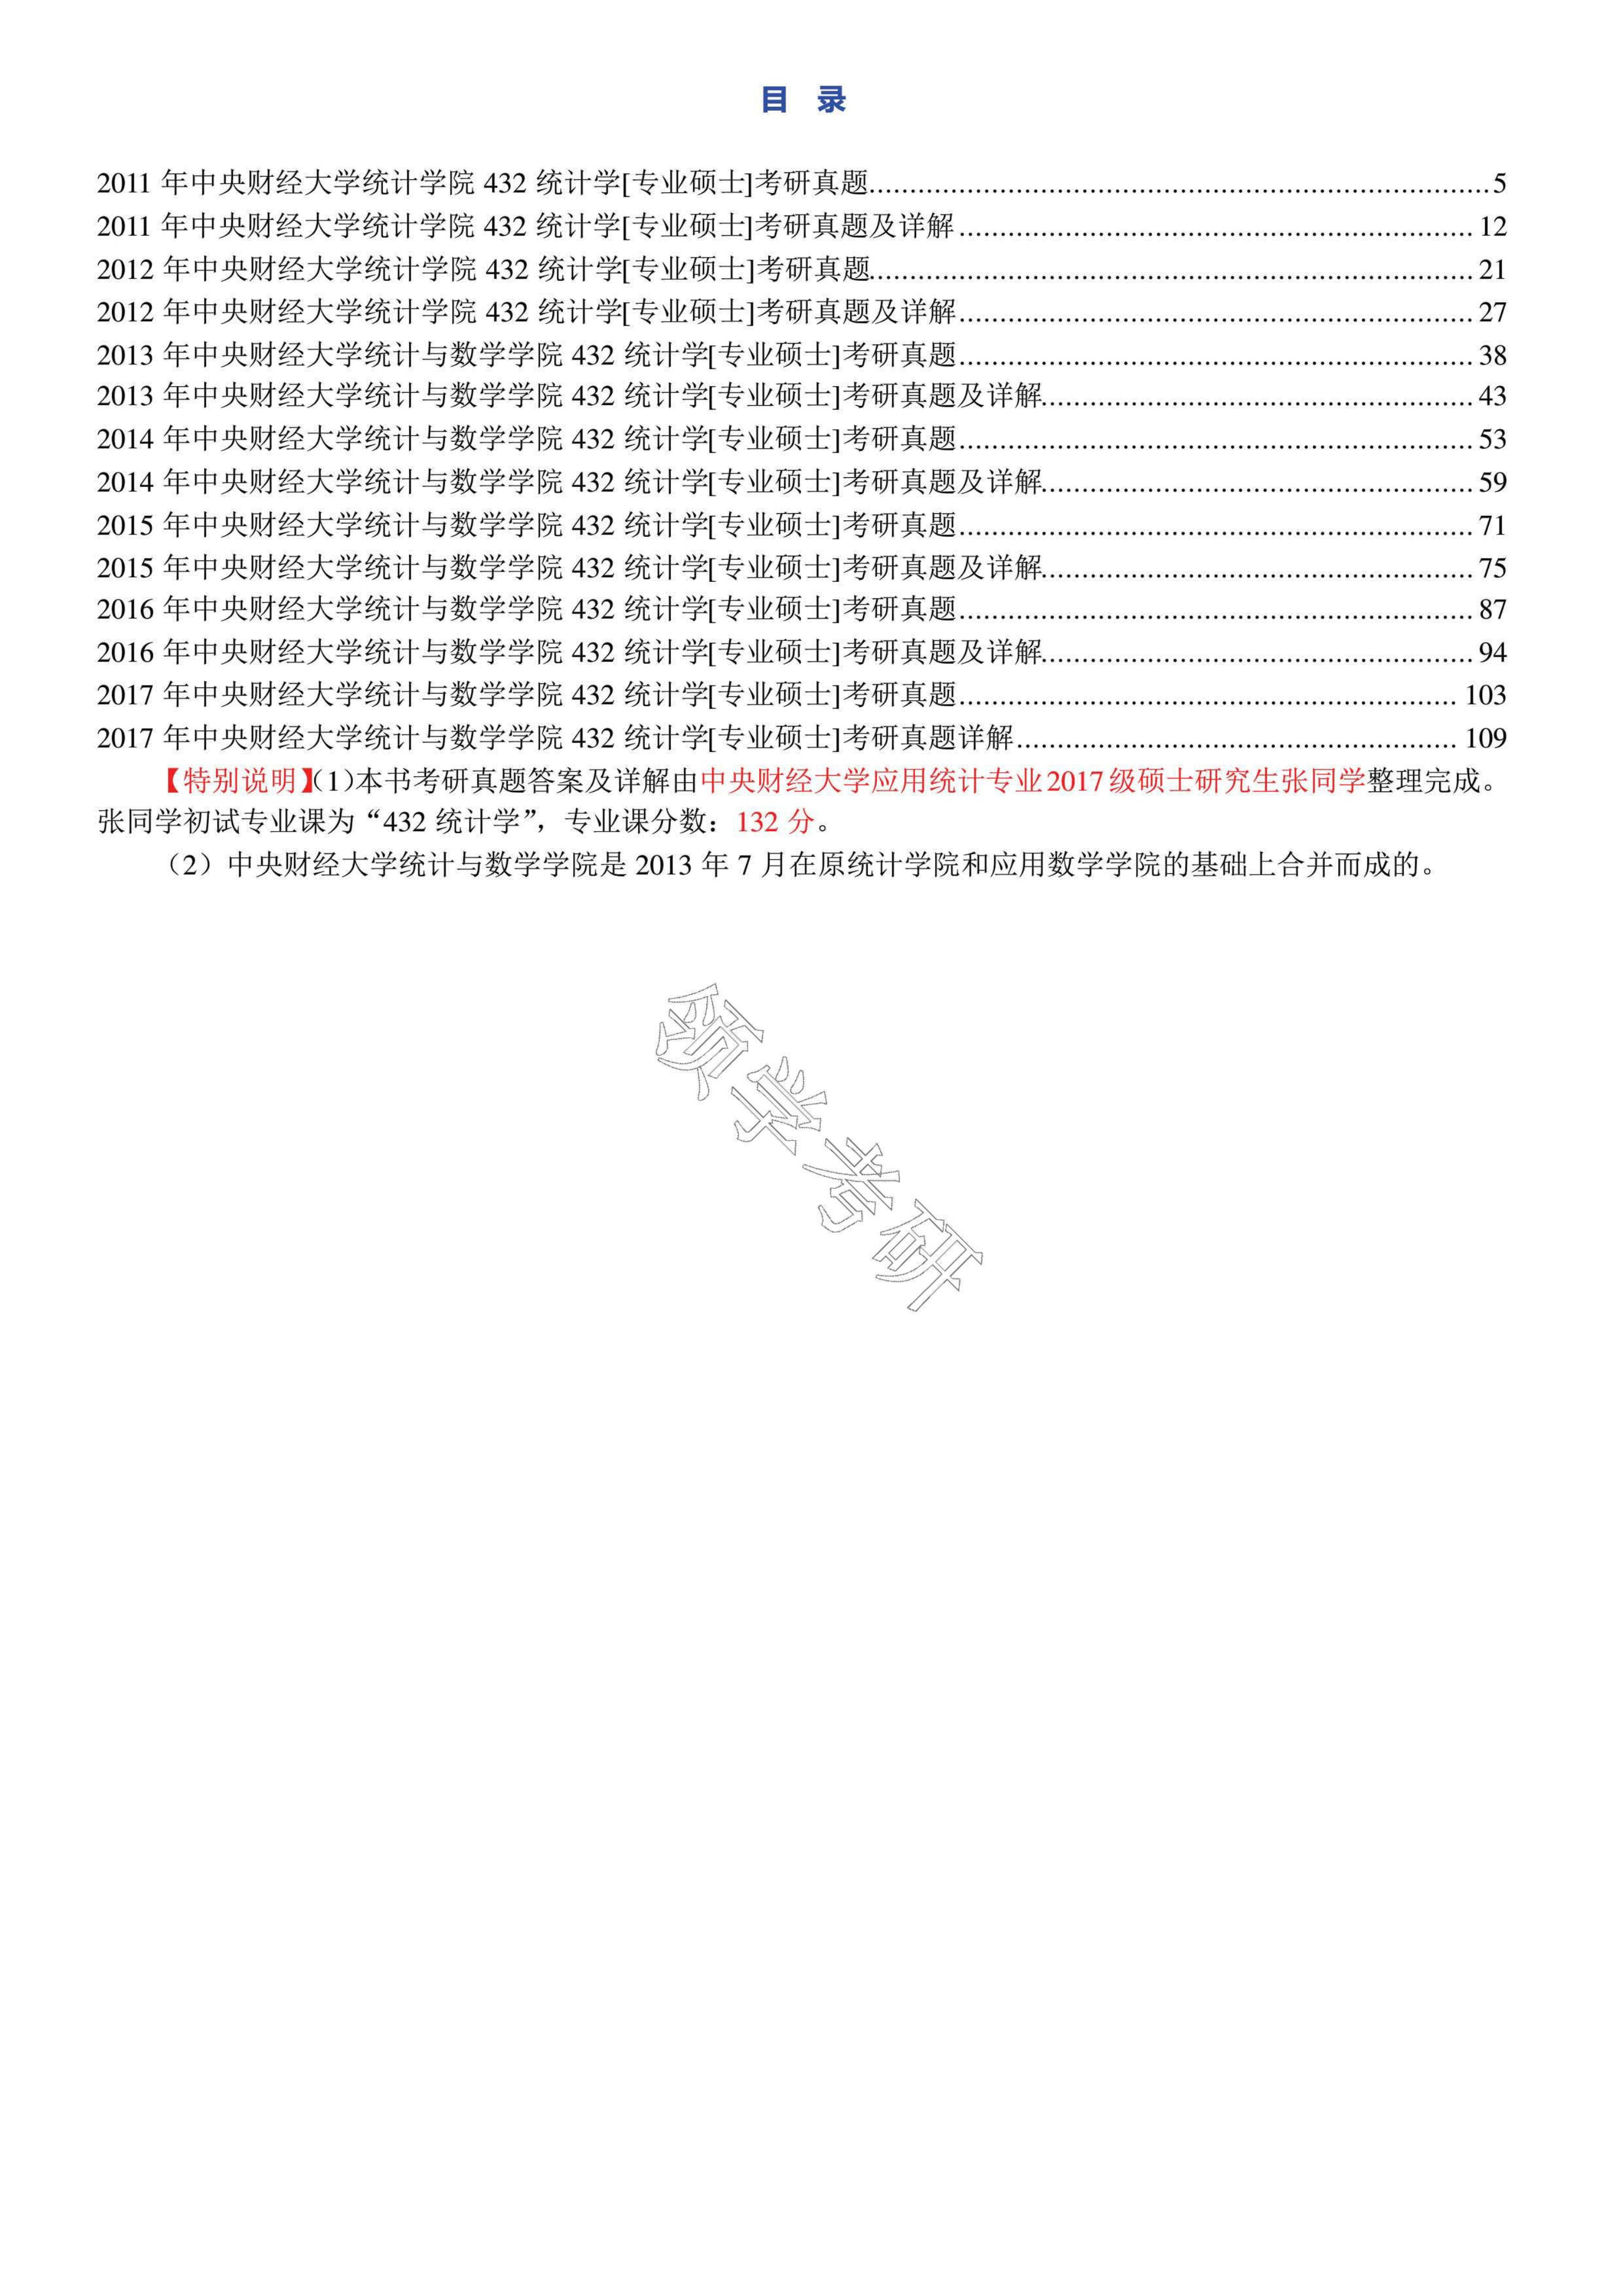 目 录
2011 年中央财经大学统计学院 432 统计学[专业硕士]考研真题........................................5
2011 年中央财经大学统计学院 432 统计学[专业硕士]考研真题及详解........................................12
2012 年中央财经大学统计学院 432 统计学[专业硕士]考研真题........................................21
2012 年中央财经大学统计学院 432 统计学[专业硕士]考研真题及详解........................................27
2013 年中央财经大学统计与数学学院 432 统计学[专业硕士]考研真题........................................38
2013 年中央财经大学统计与数学学院 432 统计学[专业硕士]考研真题及详解........................................43
2014 年中央财经大学统计与数学学院 432 统计学[专业硕士]考研真题........................................53
2014 年中央财经大学统计与数学学院 432 统计学[专业硕士]考研真题及详解........................................59
2015 年中央财经大学统计与数学学院 432 统计学[专业硕士]考研真题........................................71
2015 年中央财经大学统计与数学学院 432 统计学[专业硕士]考研真题及详解........................................75
2016 年中央财经大学统计与数学学院 432 统计学[专业硕士]考研真题........................................87
2016 年中央财经大学统计与数学学院 432 统计学[专业硕士]考研真题及详解........................................94
2017 年中央财经大学统计与数学学院 432 统计学[专业硕士]考研真题........................................103
2017 年中央财经大学统计与数学学院 432 统计学[专业硕士]考研真题详解........................................109
【特别说明】(1)本书考研真题答案及详解由中央财经大学应用统计专业2017级硕士研究生张同学整理完成。
张同学初试专业课为“432 统计学”，专业课分数：132 分。
（2）中央财经大学统计与数学学院是 2013 年 7 月在原统计学院和应用数学学院的基础上合并而成的。
颂学考研